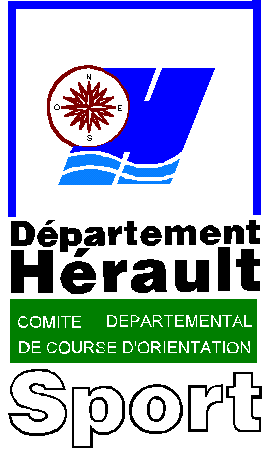 N
O E
S
Département
Hérault
COMITE DEPARTEMENTAL
DE COURSE D'ORIENTATION
Sport